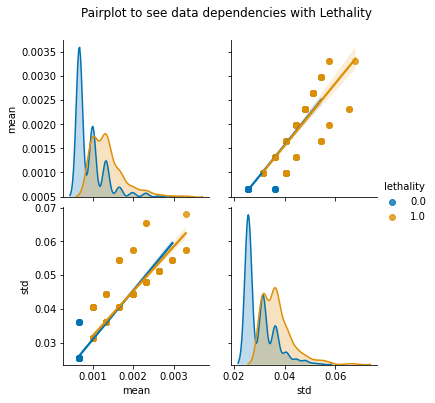 Pairplot to see data dependencies with Lethality
0.0035
0.0030
0.0025
0.0020
0.0015
0.0010
0.0005
mean
lethality
0.0
1.0
0.07
0.06
0.05
0.04
0.03
std
0.001 0.002 0.003
mean
0.02 0.04 0.06
std